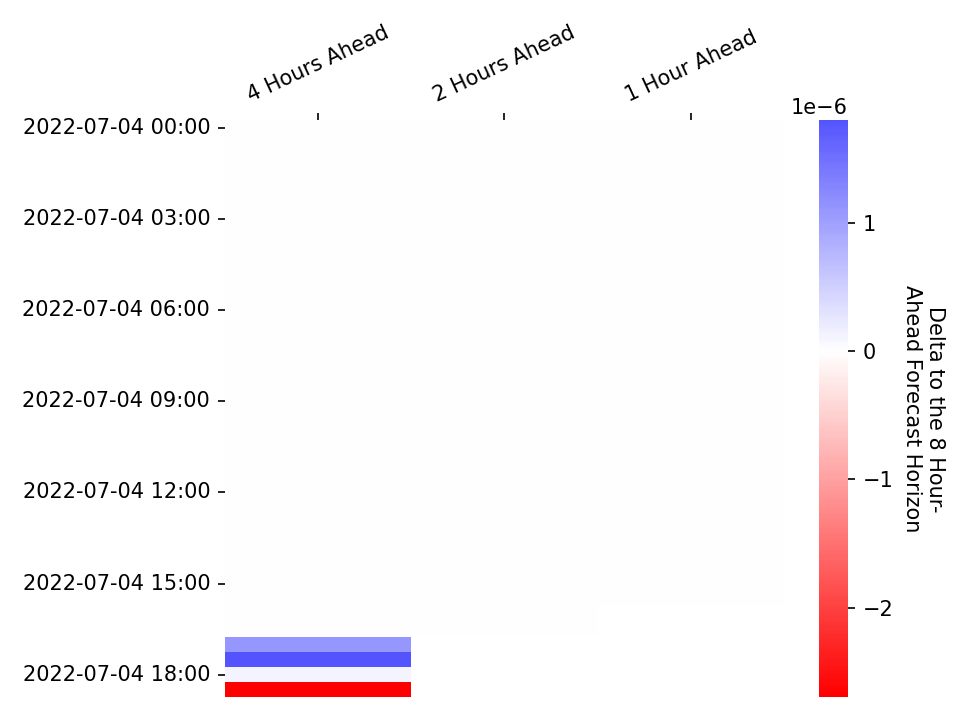 4 Hours Ahead
2 Hours Ahead
1 Hour Ahead
1e−6
2022-07-04 00:00
2022-07-04 03:00
2022-07-04 06:00
2022-07-04 09:00
2022-07-04 12:00
2022-07-04 15:00
2022-07-04 18:00
1
0
−1
−2
Delta to the 8 Hour-
Ahead Forecast Horizon